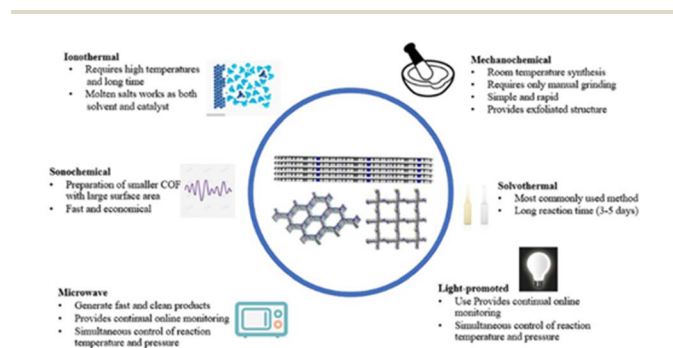 Ionothermal
• Requires high temperatures
and long time
• Molten salts works as both
solvent and catalyst
Mechanochemical
• Room temperature synthesis
• Requires only manual grinding
• Simple and rapid
• Provides exfoliated structure
Sonochemical
• Preparation of smaller COF
with large surface area
• Fast and economical
Solvothermal
• Most commonly used method
• Long reaction time (3-5 days)
Microwave
• Generate fast and clean products
• Provides continual online monitoring
• Simultaneous control of reaction
temperature and pressure
Light-promoted
• Use Provides continual online
monitoring
• Simultaneous control of reaction
temperature and pressure